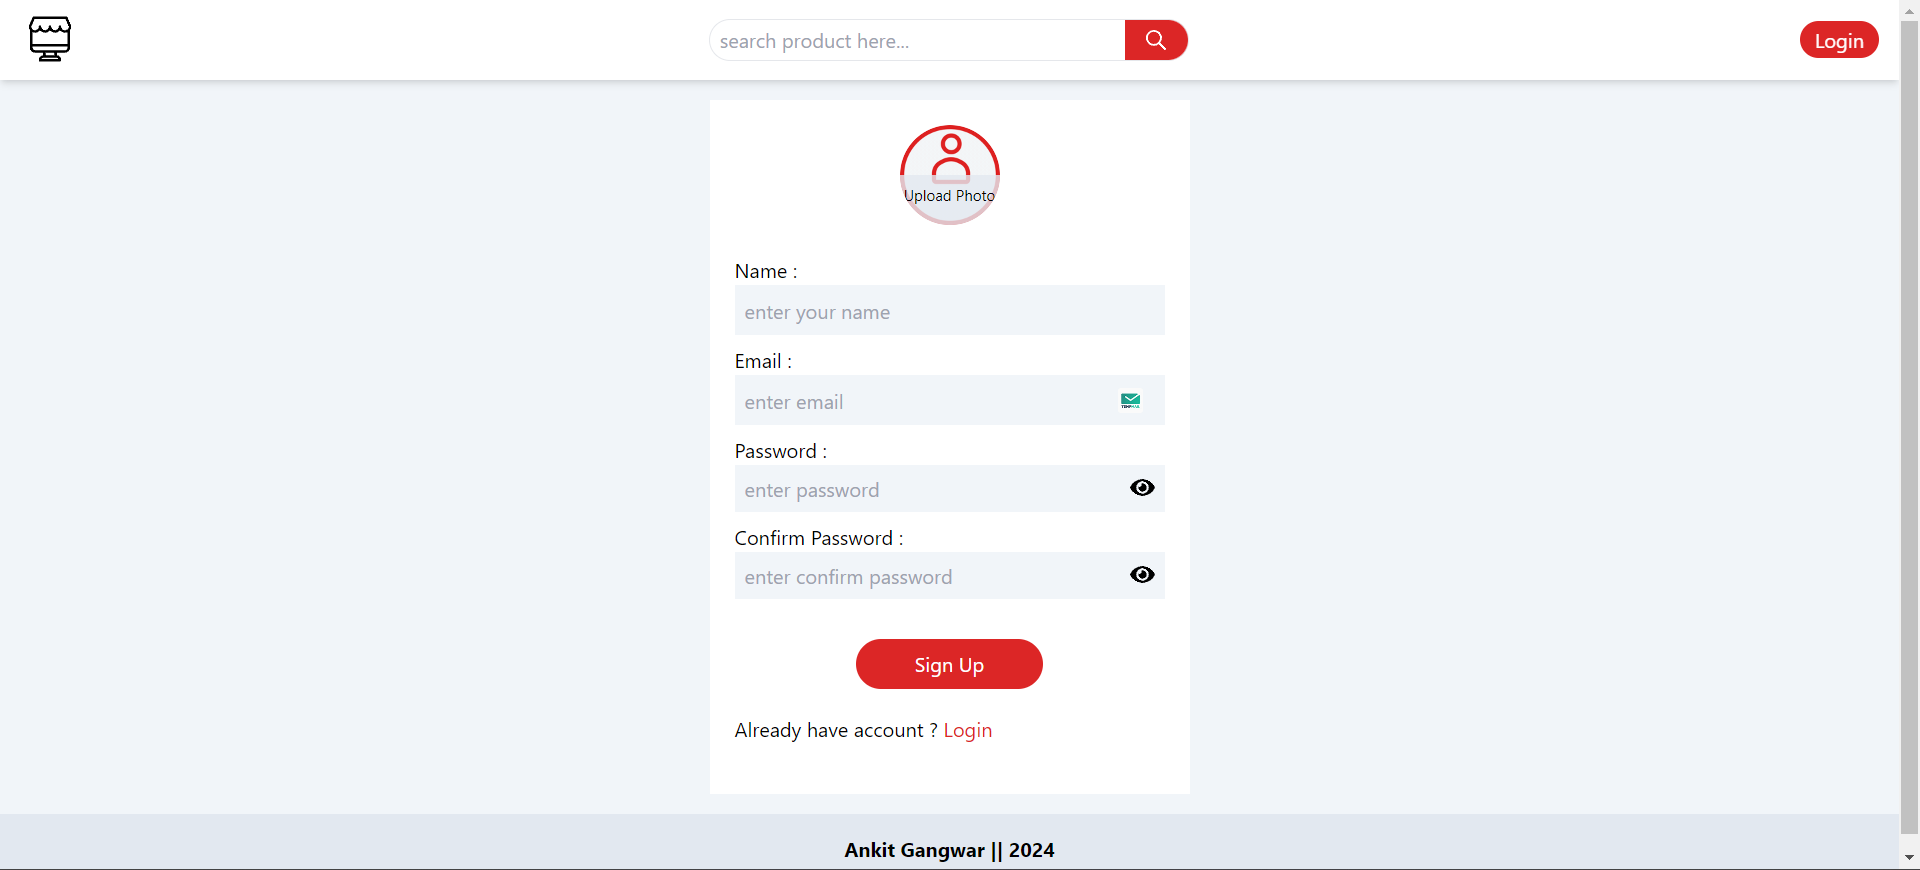 search product here...
Login
Upload Photo
Name :
enter your name
Email :
enter email
Password :
enter password
Confirm Password :
enter confirm password
Sign Up
Already have account ? Login
Ankit Gangwar || 2024